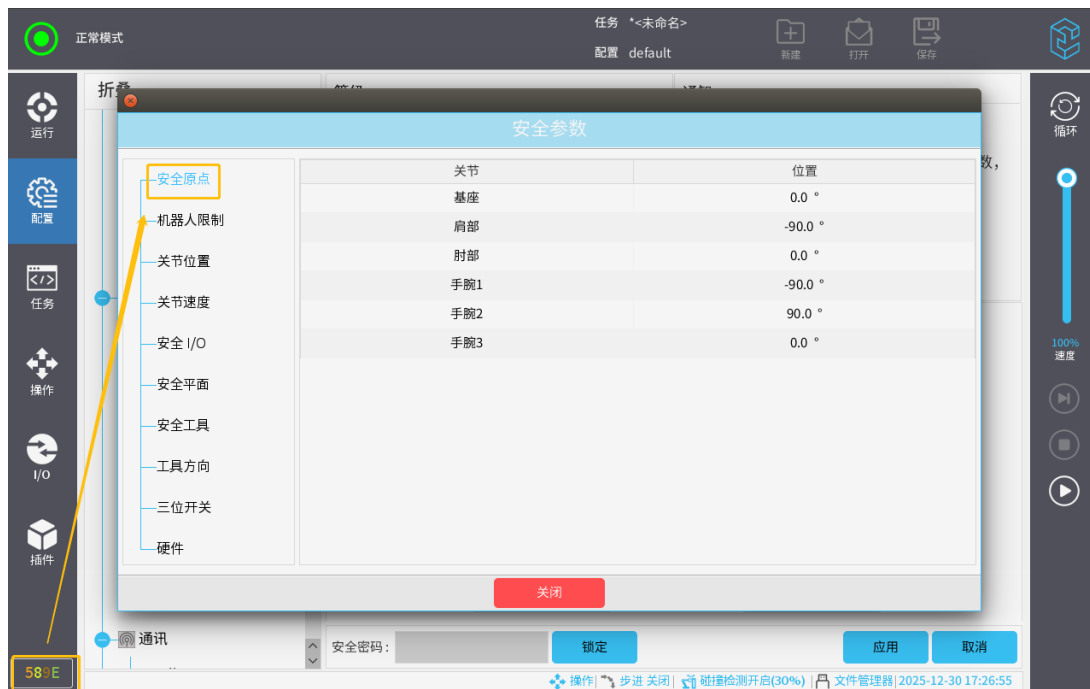 正常模式
任务 *<未命名>
配置 default
新建
打开
保存
运行
配置
任务
操作
I/O
插件
589E
折叠
安全参数
安全原点
机器人限制
关节位置
关节速度
安全 I/O
安全平面
安全工具
工具方向
三位开关
硬件
关节 位置
基座 0.0 °
肩部 -90.0 °
肘部 0.0 °
手腕1 -90.0 °
手腕2 90.0 °
手腕3 0.0 °
关闭
数,
通讯
安全密码:
锁定
应用
取消
循环
100%
速度
操作| 步进 关闭| 碰撞检测开启(30%) | 文件管理器| 2025-12-30 17:26:55